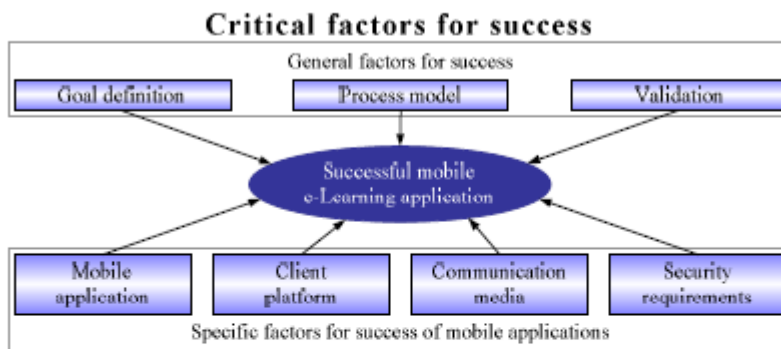 Critical factors for success
General factors for success
Goal definition
Process model
Validation
Successful mobile
e-Learning application
Mobile
application
Client
platform
Communication
media
Security
requirements
Specific factors for success of mobile applications